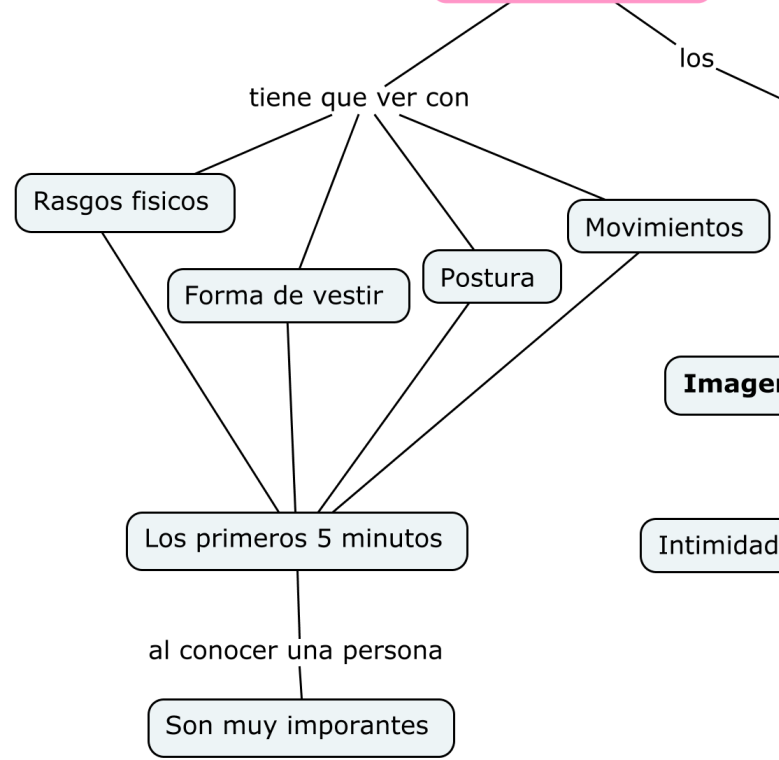 los
tiene que ver con
Rasgos fisicos
Movimientos
Postura
Forma de vestir
Imagen
Los primeros 5 minutos
Intimidad
al conocer una persona
Son muy imporantes